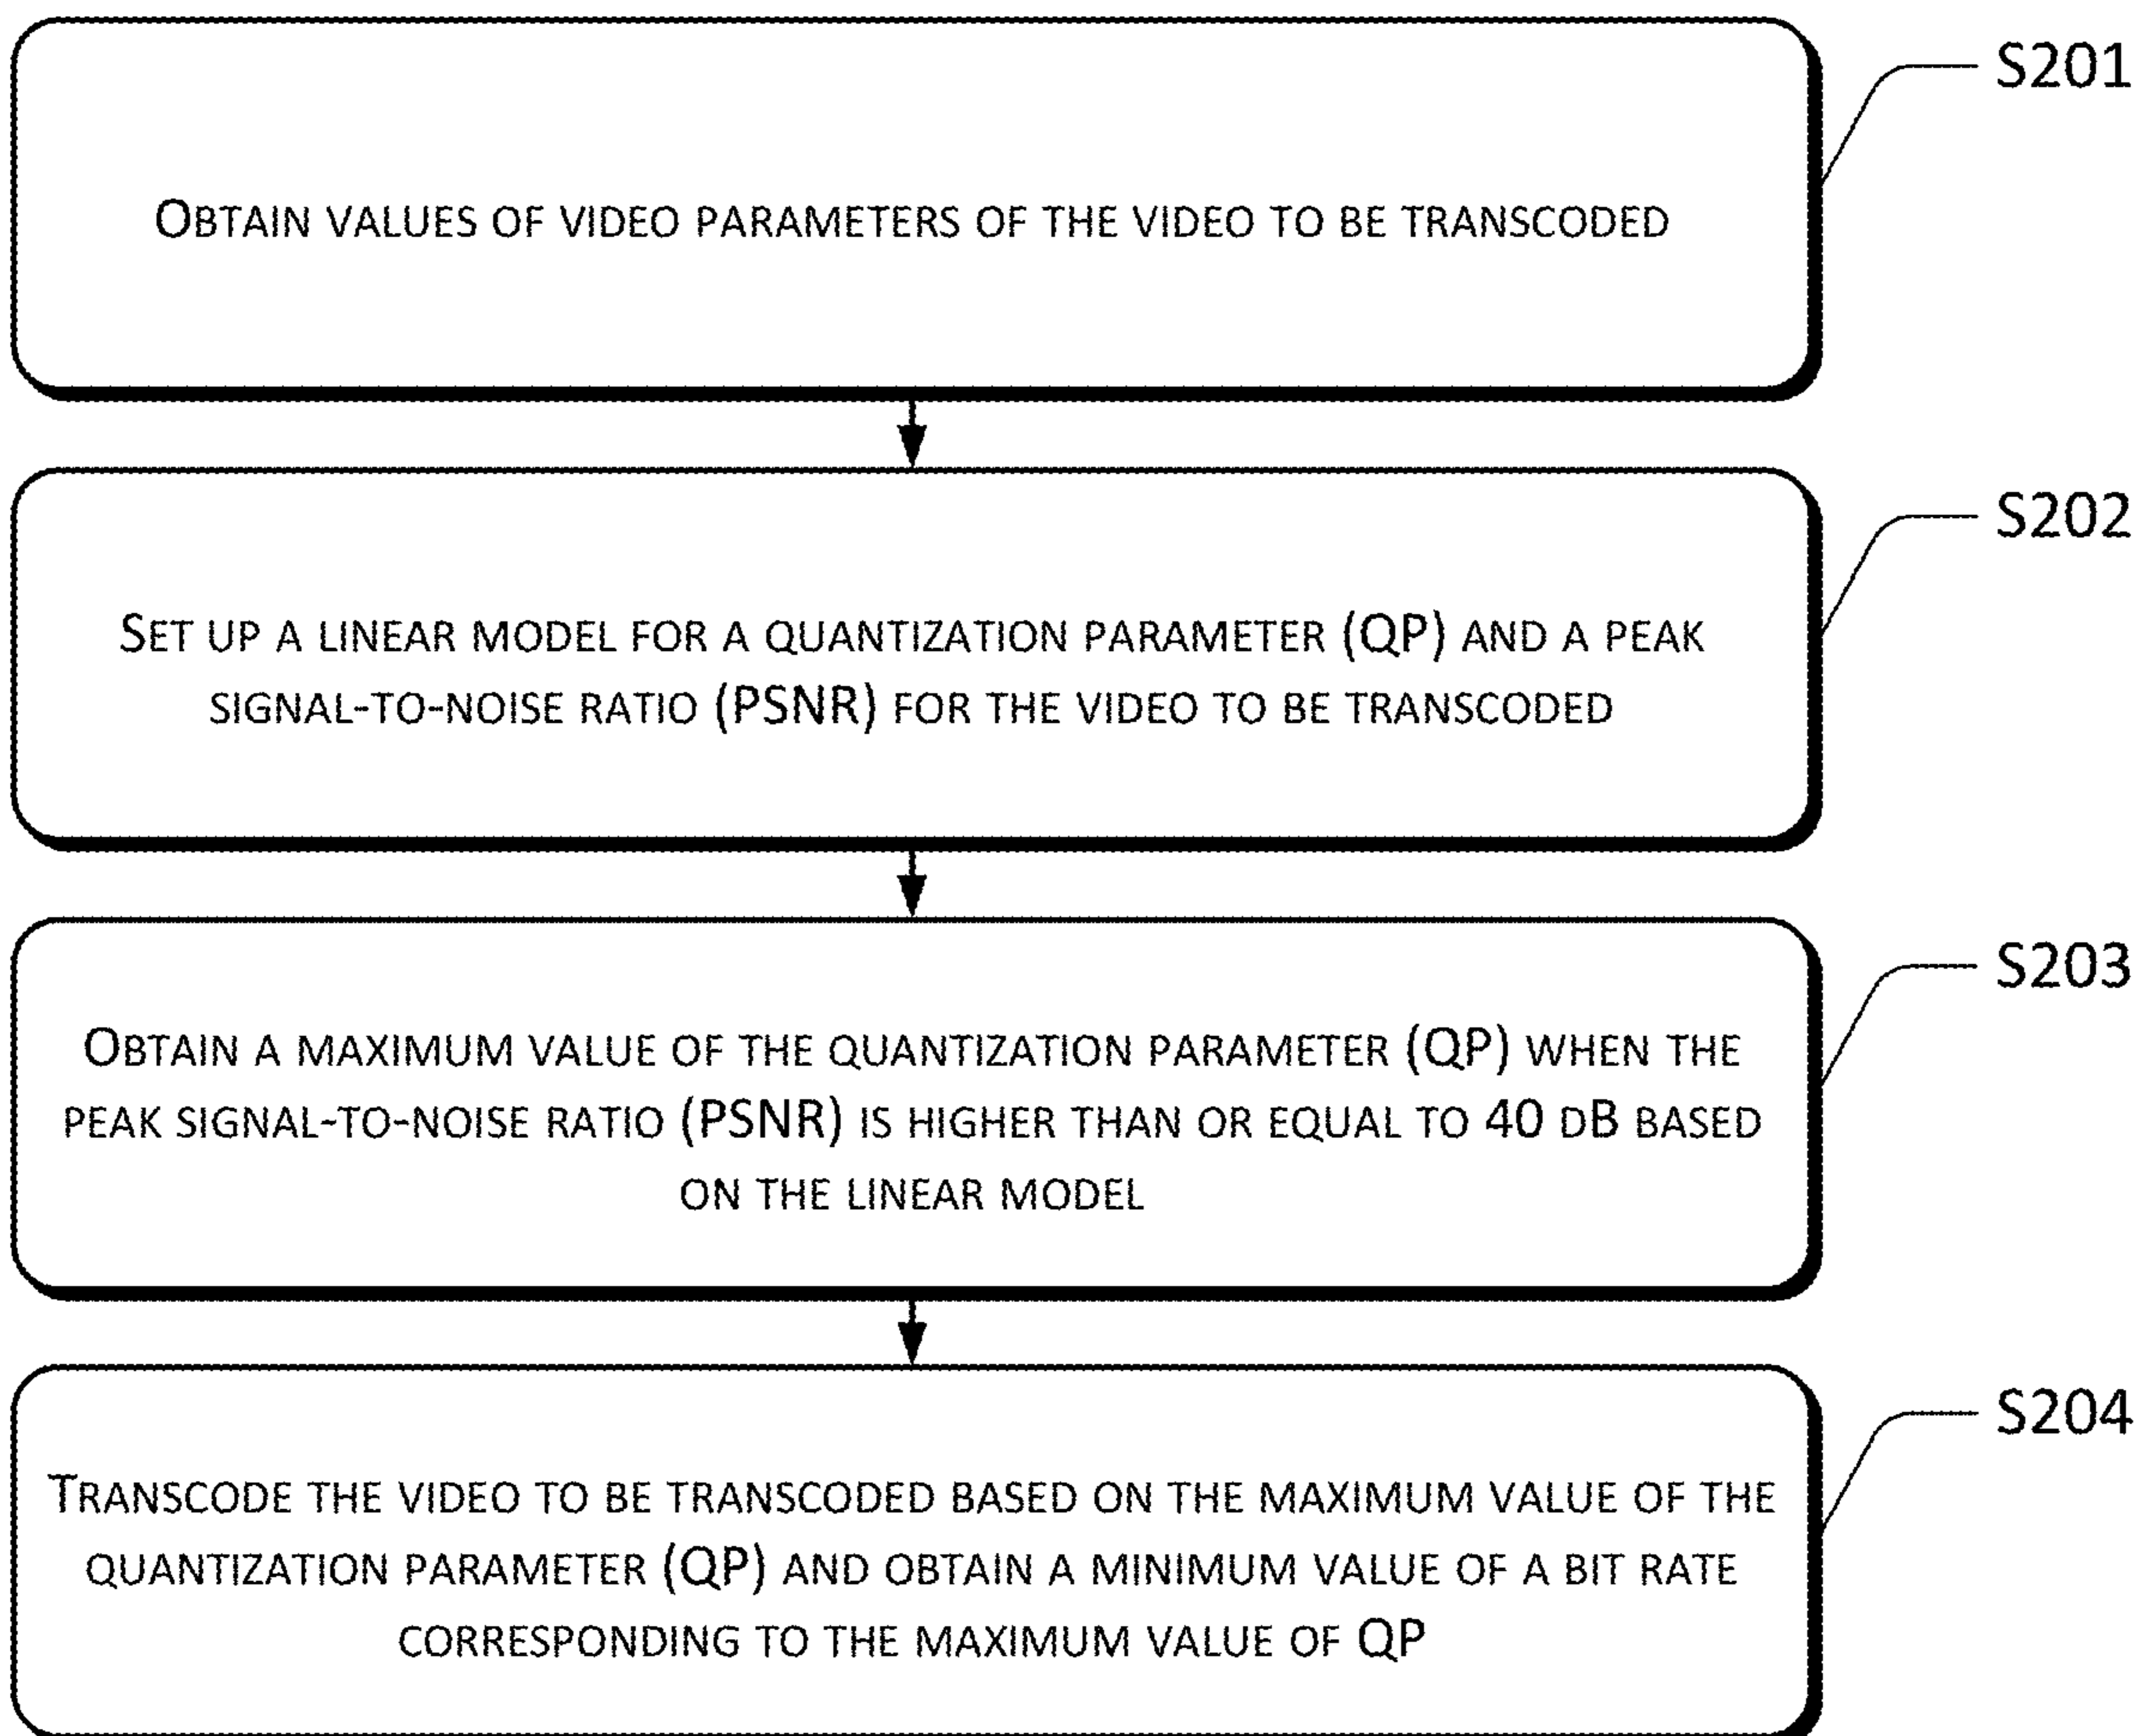 OBTAIN VALUES OF VIDEO PARAMETERS OF THE VIDEO TO BE TRANSCODED
S201
SET UP A LINEAR MODEL FOR A QUANTIZATION PARAMETER (QP) AND A PEAK
SIGNAL-TO-NOISE RATIO (PSNR) FOR THE VIDEO TO BE TRANSCODED
S202
OBTAIN A MAXIMUM VALUE OF THE QUANTIZATION PARAMETER (QP) WHEN THE
PEAK SIGNAL-TO-NOISE RATIO (PSNR) IS HIGHER THAN OR EQUAL TO 40 DB BASED
ON THE LINEAR MODEL
S203
TRANSCODE THE VIDEO TO BE TRANSCODED BASED ON THE MAXIMUM VALUE OF THE
QUANTIZATION PARAMETER (QP) AND OBTAIN A MINIMUM VALUE OF A BIT RATE
CORRESPONDING TO THE MAXIMUM VALUE OF QP
S204